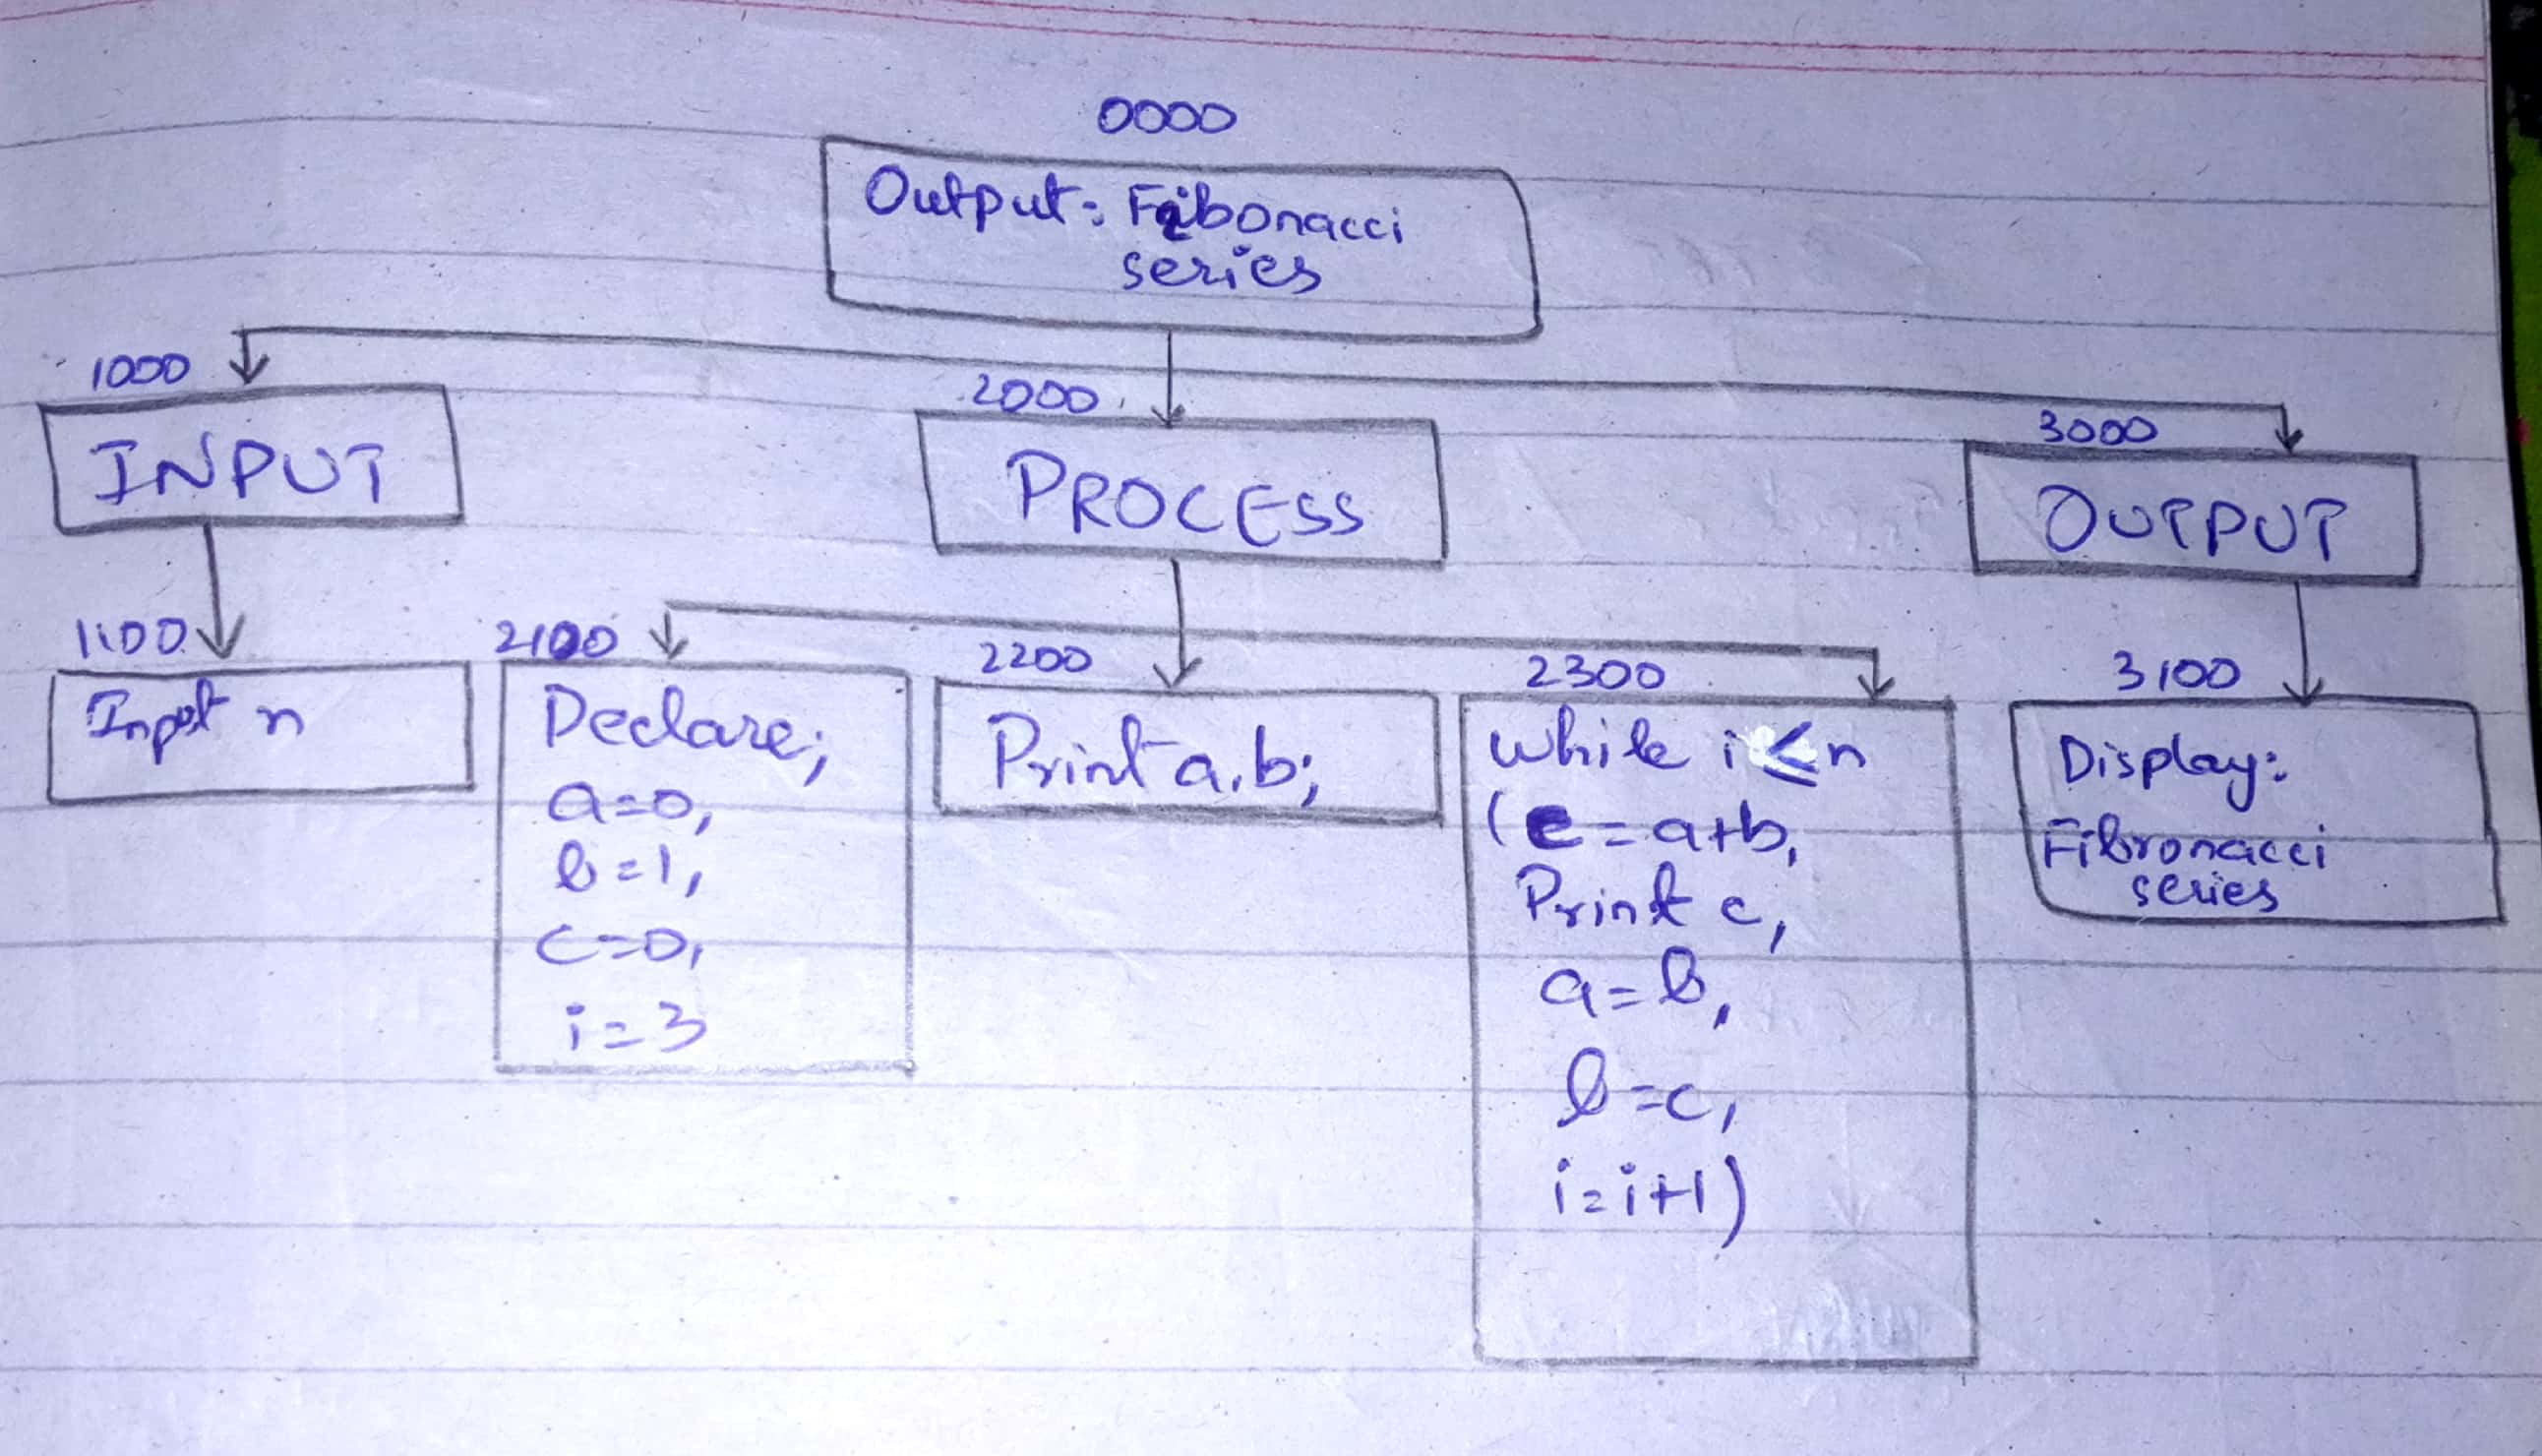 0000
Output: Fibonacci
series
1000
2000
3000
INPUT
PROCESS
OUTPUT
1100
Input n
2100
Declare;
a=0,
b=1,
c=0,
i=3
2200
Print a,b;
2300
while i≤n
(c=a+b,
Print c,
a=b,
b=c,
i=i+1)
3100
Display:
Fibronacci
series